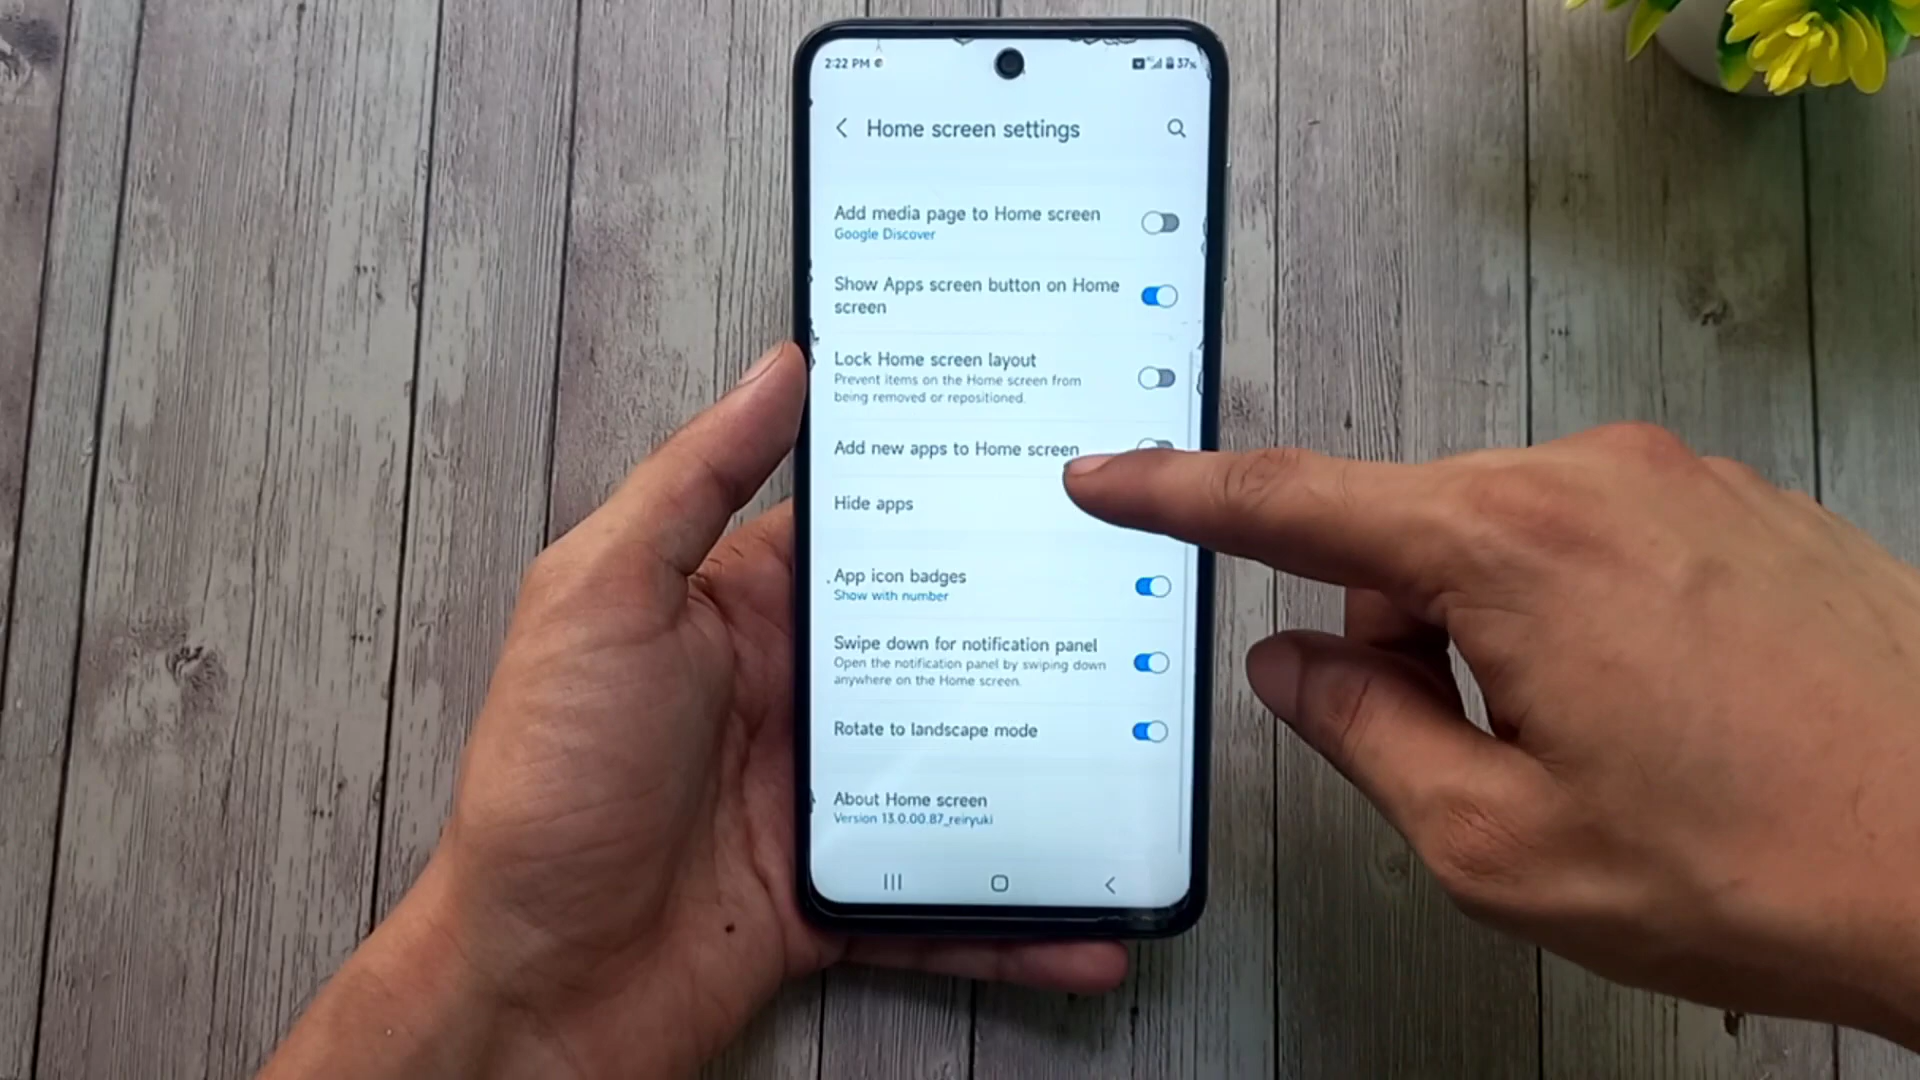 2:22 PM
37%
Home screen settings
Add media page to Home screen
Google Discover
Show Apps screen button on Home
screen
Lock Home screen layout
Prevent items on the Home screen from
being removed or repositioned.
Add new apps to Home screen
Hide apps
App icon badges
Show with number
Swipe down for notification panel
Open the notification panel by swiping down
anywhere on the Home screen.
Rotate to landscape mode
About Home screen
Version 13.0.00.87_reiryuki